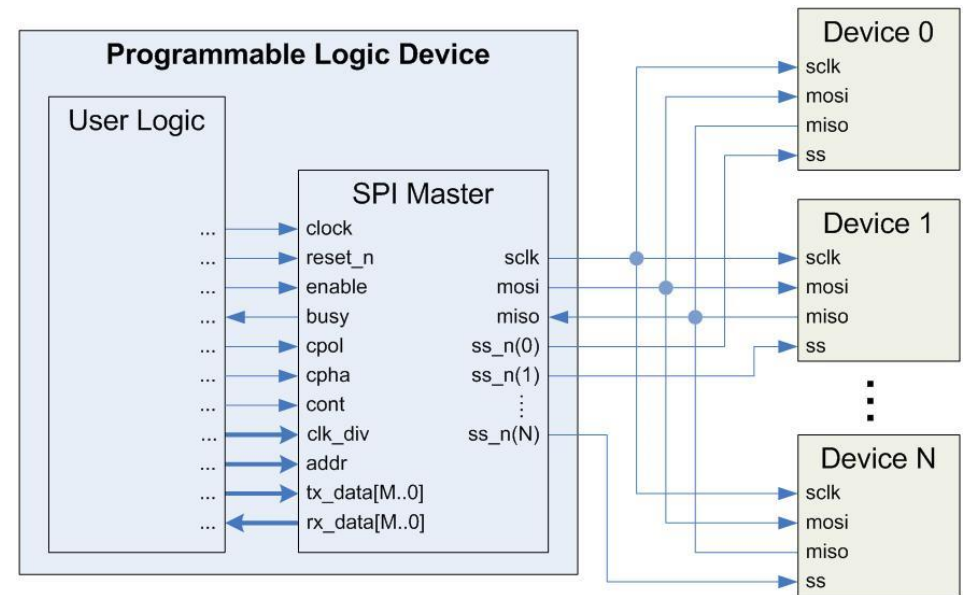 Programmable Logic Device
User Logic
...
...
...
...
...
...
...
...
...
...
...
SPI Master
clock
reset_n
enable
busy
cpol
cpha
cont
clk_div
addr
tx_data[M..0]
rx_data[M..0]
sclk
mosi
miso
ss_n(0)
ss_n(1)
ss_n(N)
Device 0
sclk
mosi
miso
ss
Device 1
sclk
mosi
miso
ss
Device N
sclk
mosi
miso
ss